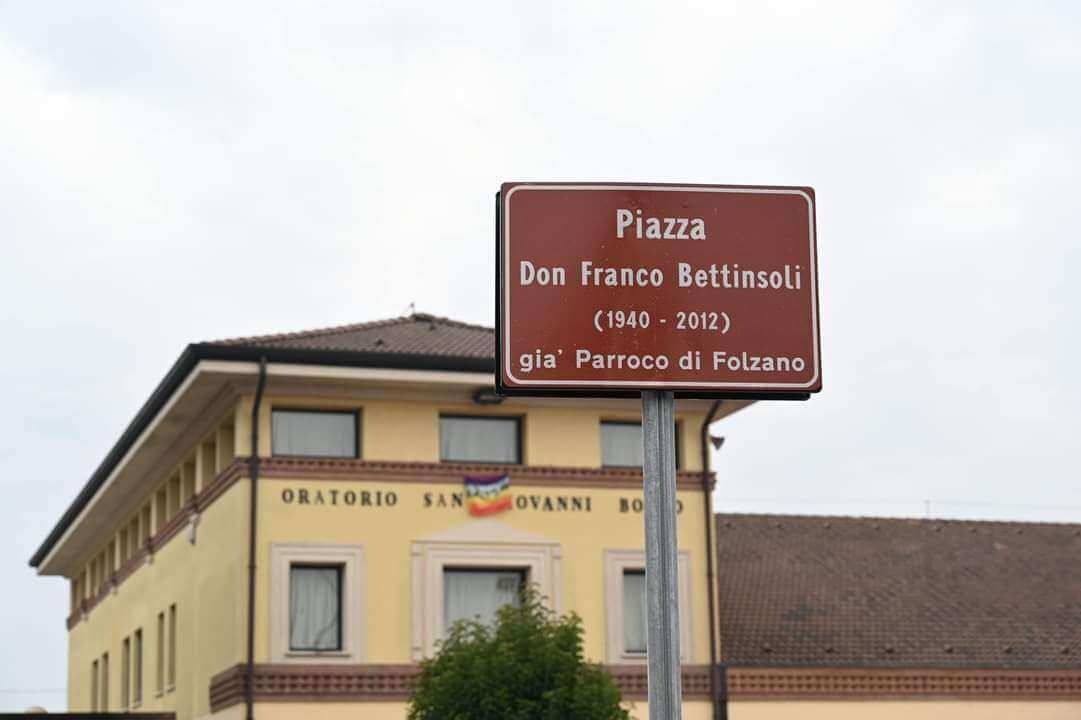 Piazza
Don Franco Bettinsoli
(1940 - 2012)
gia' Parroco di Folzano
ORATORIO SAN